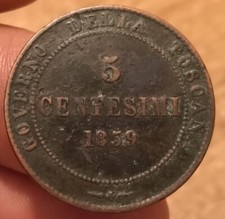 GOVERNO DELLA TOSCANA
5
CENTESIMI
1859